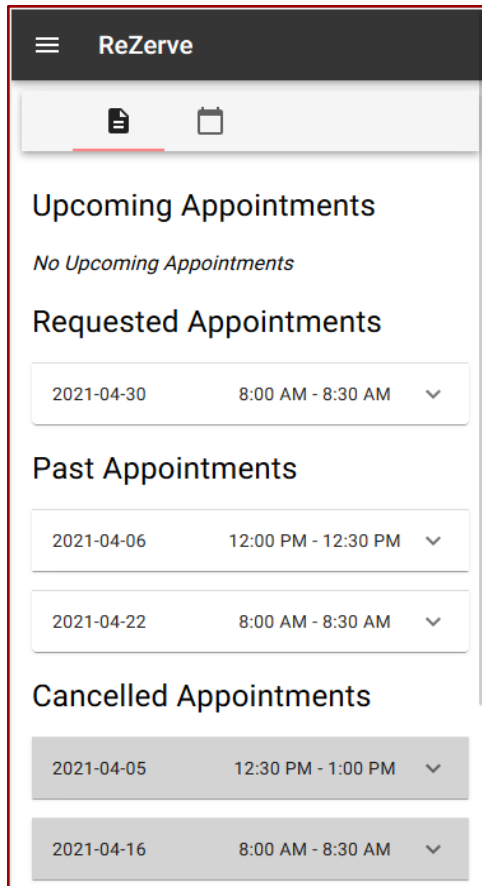 ReZerve
Upcoming Appointments
No Upcoming Appointments
Requested Appointments
2021-04-30 8:00 AM - 8:30 AM
Past Appointments
2021-04-06 12:00 PM - 12:30 PM
2021-04-22 8:00 AM - 8:30 AM
Cancelled Appointments
2021-04-05 12:30 PM - 1:00 PM
2021-04-16 8:00 AM - 8:30 AM